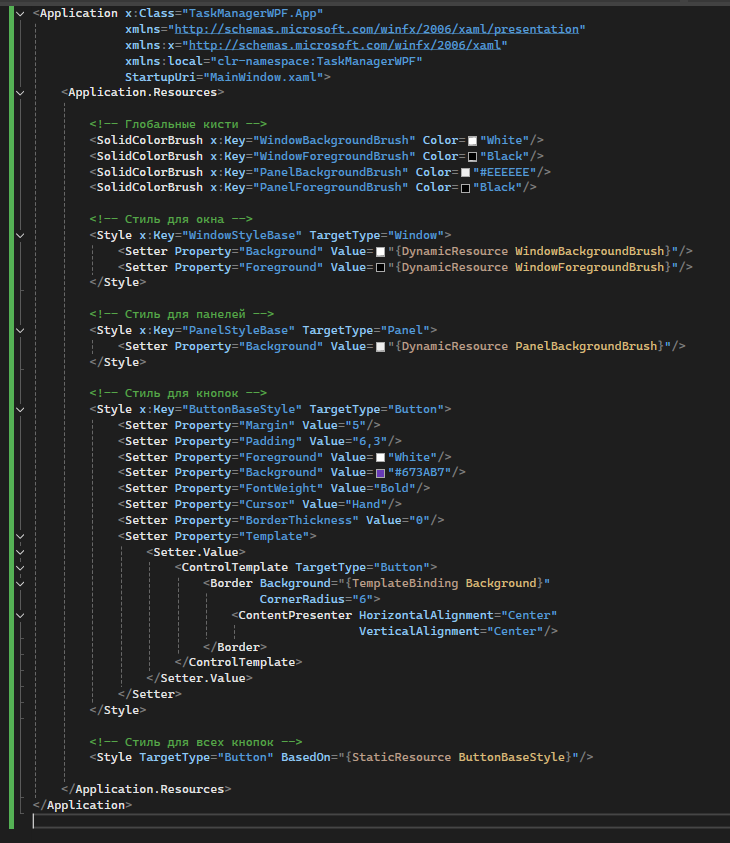 <Application x:Class="TaskManagerWPF.App"
xmlns="http://schemas.microsoft.com/winfx/2006/xaml/presentation"
xmlns:x="http://schemas.microsoft.com/winfx/2006/xaml"
xmlns:local="clr-namespace:TaskManagerWPF"
StartupUri="MainWindow.xaml">
<Application.Resources>
<!-- Глобальные кисти -->
<SolidColorBrush x:Key="WindowBackgroundBrush" Color="White"/>
<SolidColorBrush x:Key="WindowForegroundBrush" Color="Black"/>
<SolidColorBrush x:Key="PanelBackgroundBrush" Color="#EEEEEE"/>
<SolidColorBrush x:Key="PanelForegroundBrush" Color="Black"/>
<!-- Стиль для окна -->
<Style x:Key="WindowStyleBase" TargetType="Window">
<Setter Property="Background" Value="{DynamicResource WindowBackgroundBrush}"/>
<Setter Property="Foreground" Value="{DynamicResource WindowForegroundBrush}"/>
</Style>
<!-- Стиль для панелей -->
<Style x:Key="PanelStyleBase" TargetType="Panel">
<Setter Property="Background" Value="{DynamicResource PanelBackgroundBrush}"/>
</Style>
<!-- Стиль для кнопок -->
<Style x:Key="ButtonBaseStyle" TargetType="Button">
<Setter Property="Margin" Value="5"/>
<Setter Property="Padding" Value="6,3"/>
<Setter Property="Foreground" Value="White"/>
<Setter Property="Background" Value="#673AB7"/>
<Setter Property="FontWeight" Value="Bold"/>
<Setter Property="Cursor" Value="Hand"/>
<Setter Property="BorderThickness" Value="0"/>
<Setter Property="Template">
<Setter.Value>
<ControlTemplate TargetType="Button">
<Border Background="{TemplateBinding Background}"
CornerRadius="6">
<ContentPresenter HorizontalAlignment="Center"
VerticalAlignment="Center"/>
</Border>
</ControlTemplate>
</Setter.Value>
</Setter>
</Style>
<!-- Стиль для всех кнопок -->
<Style TargetType="Button" BasedOn="{StaticResource ButtonBaseStyle}"/>
</Application.Resources>
</Application>